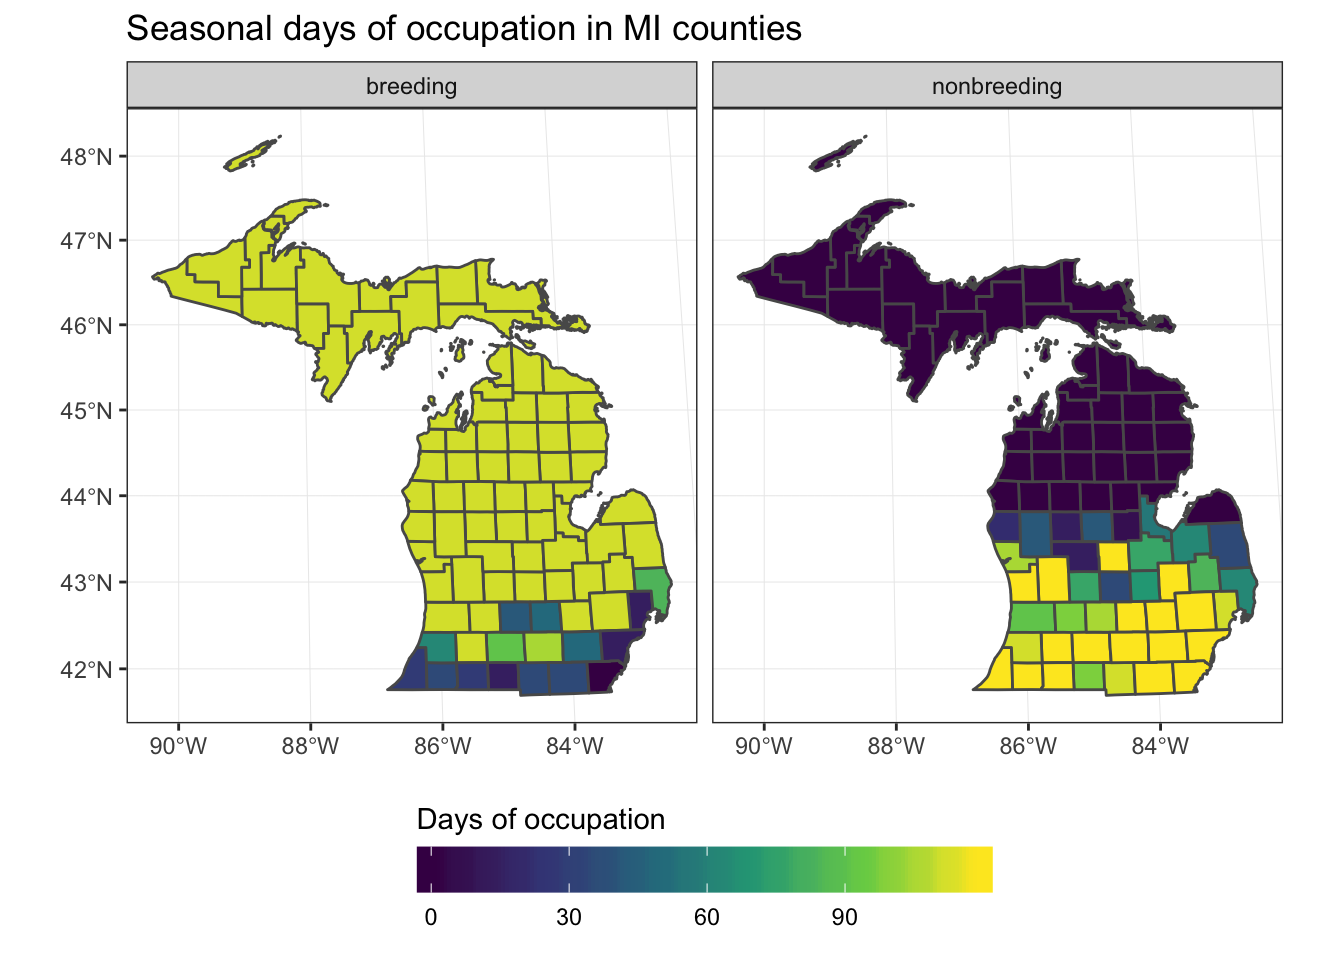 Seasonal days of occupation in MI counties
breeding
nonbreeding
48°N
47°N
46°N
45°N
44°N
43°N
42°N
90°W 88°W 86°W 84°W
90°W 88°W 86°W 84°W
Days of occupation
0 30 60 90